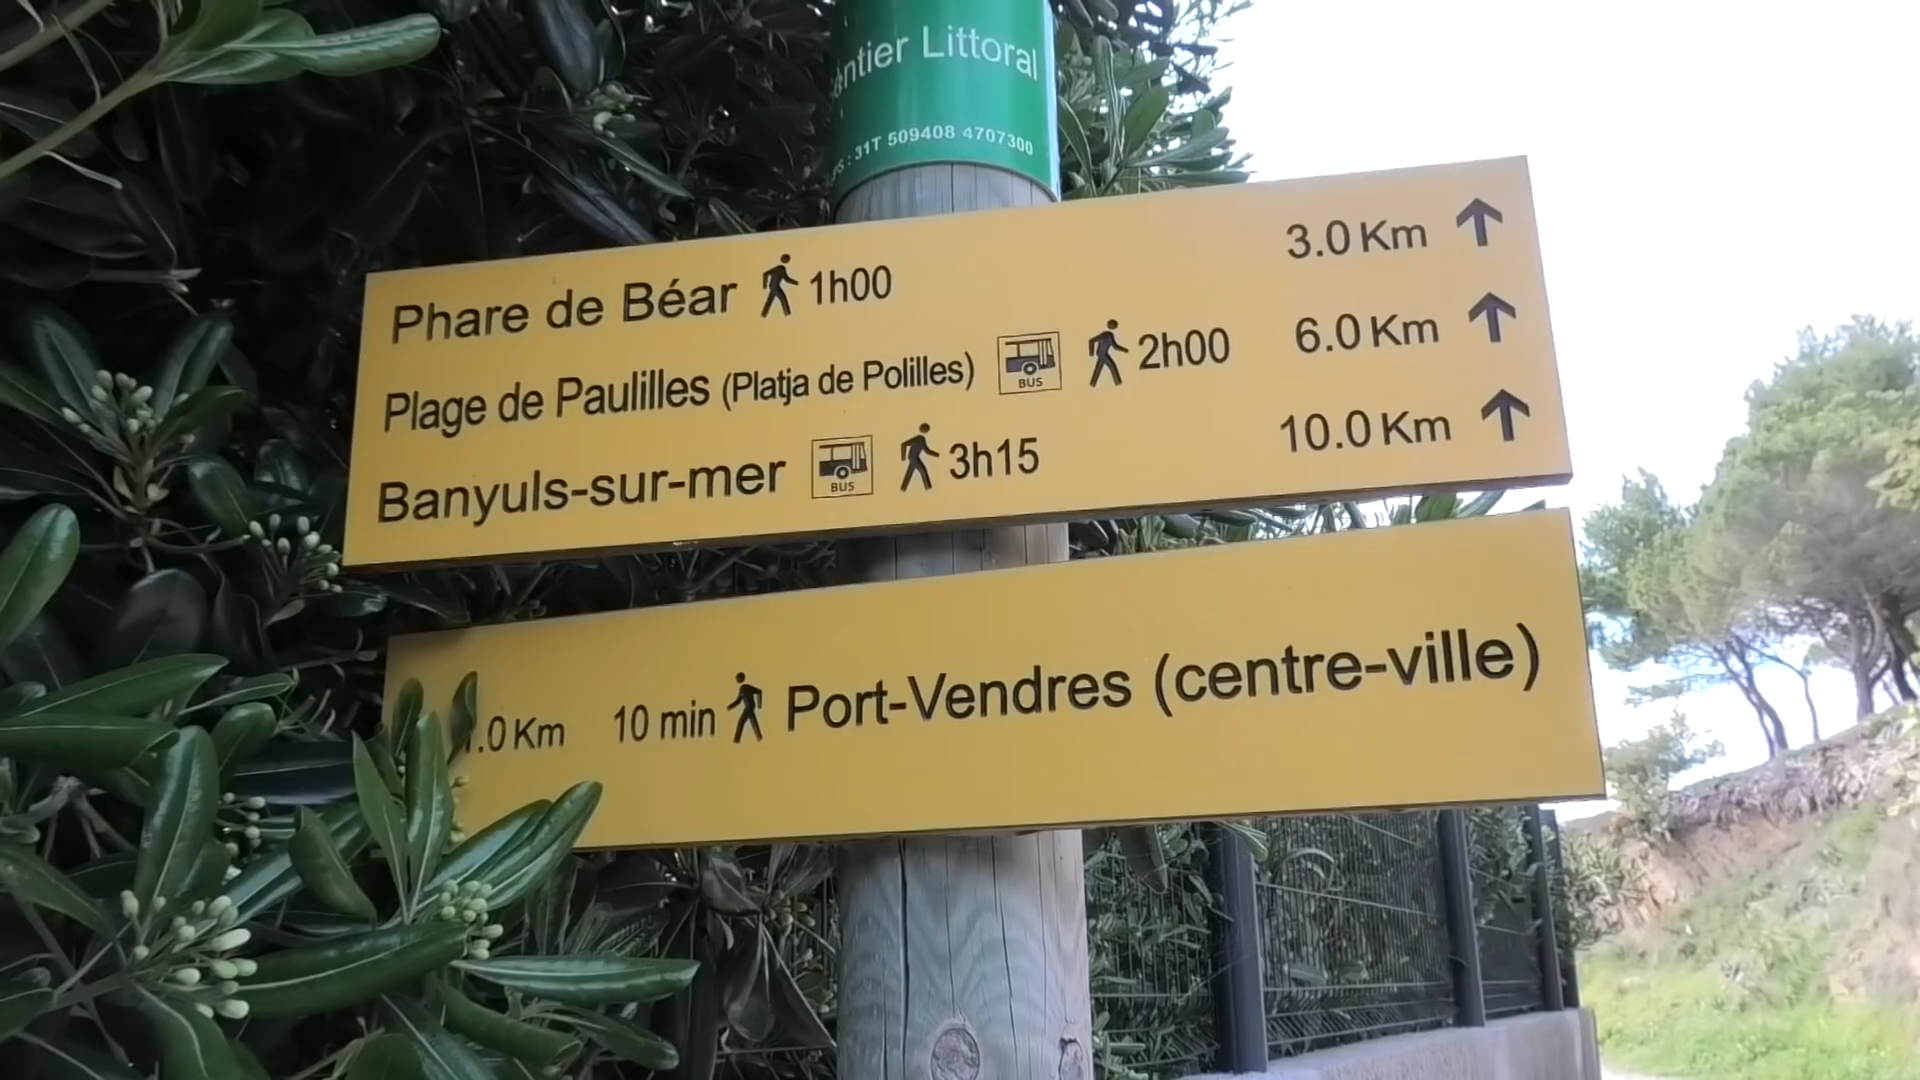 Sentier Littoral
: 31T 509408 4707300
Phare de Béar 1h00 3.0 Km
Plage de Paulilles (Platja de Polilles) BUS 2h00 6.0 Km
Banyuls-sur-mer BUS 3h15 10.0 Km
.0 Km 10 min Port-Vendres (centre-ville)